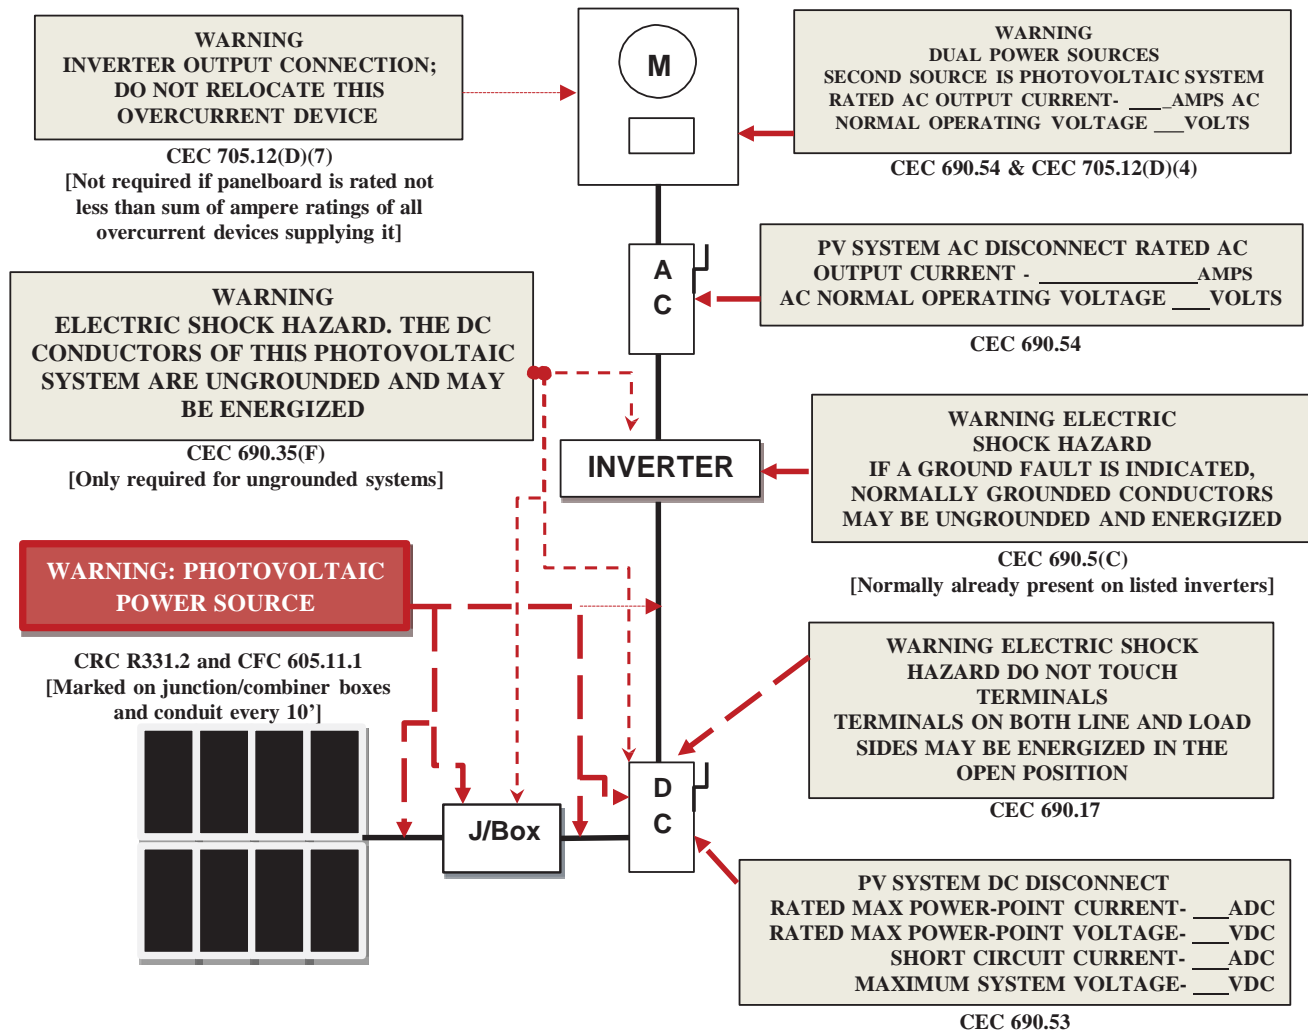 WARNING
INVERTER OUTPUT CONNECTION;
DO NOT RELOCATE THIS
OVERCURRENT DEVICE
CEC 705.12(D)(7)
[Not required if panelboard is rated not
less than sum of ampere ratings of all
overcurrent devices supplying it]
M
WARNING
DUAL POWER SOURCES
SECOND SOURCE IS PHOTOVOLTAIC SYSTEM
RATED AC OUTPUT CURRENT- ____AMPS AC
NORMAL OPERATING VOLTAGE ___VOLTS
CEC 690.54 & CEC 705.12(D)(4)
A
C
PV SYSTEM AC DISCONNECT RATED AC
OUTPUT CURRENT - _______________AMPS
AC NORMAL OPERATING VOLTAGE ___VOLTS
CEC 690.54
WARNING
ELECTRIC SHOCK HAZARD. THE DC
CONDUCTORS OF THIS PHOTOVOLTAIC
SYSTEM ARE UNGROUNDED AND MAY
BE ENERGIZED
CEC 690.35(F)
[Only required for ungrounded systems]
INVERTER
WARNING ELECTRIC
SHOCK HAZARD
IF A GROUND FAULT IS INDICATED,
NORMALLY GROUNDED CONDUCTORS
MAY BE UNGROUNDED AND ENERGIZED
CEC 690.5(C)
[Normally already present on listed inverters]
WARNING: PHOTOVOLTAIC
POWER SOURCE
CRC R331.2 and CFC 605.11.1
[Marked on junction/combiner boxes
and conduit every 10’]
WARNING ELECTRIC SHOCK
HAZARD DO NOT TOUCH
TERMINALS
TERMINALS ON BOTH LINE AND LOAD
SIDES MAY BE ENERGIZED IN THE
OPEN POSITION
CEC 690.17
J/Box
D
C
PV SYSTEM DC DISCONNECT
RATED MAX POWER-POINT CURRENT- ___ADC
RATED MAX POWER-POINT VOLTAGE- ___VDC
SHORT CIRCUIT CURRENT- ___ADC
MAXIMUM SYSTEM VOLTAGE- ___VDC
CEC 690.53